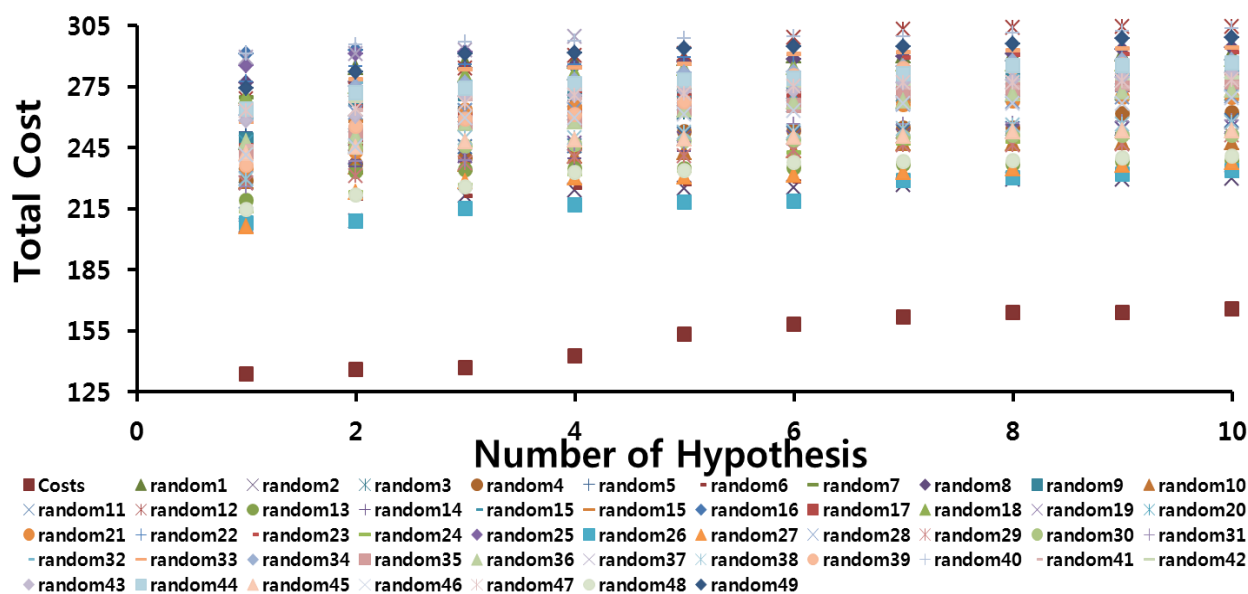 305
275
245
215
185
155
125
Total Cost
0 2 4 6 8 10
Number of Hypothesis
Costs random1 random2 random3 random4 random5 random6 random7 random8 random9 random10
random11 random12 random13 random14 random15 random15 random16 random17 random18 random19 random20
random21 random22 random23 random24 random25 random26 random27 random28 random29 random30 random31
random32 random33 random34 random35 random36 random37 random38 random39 random40 random41 random42
random43 random44 random45 random46 random47 random48 random49